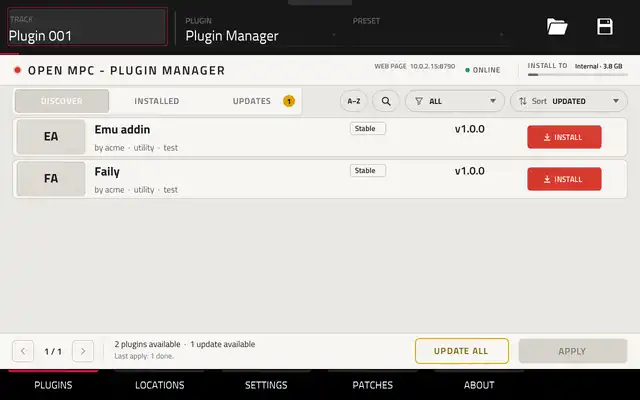 TRACK
Plugin 001
PLUGIN
Plugin Manager
PRESET
OPEN MPC - PLUGIN MANAGER
WEB PAGE 10.0.2.15:8790
ONLINE
INSTALL TO Internal · 3.8 GB
DISCOVER
INSTALLED
UPDATES 1
A–Z
ALL
Sort UPDATED
EA
Emu addin
by acme · utility · test
Stable
v1.0.0
INSTALL
FA
Faily
by acme · utility · test
Stable
v1.0.0
INSTALL
1 / 1
2 plugins available · 1 update available
Last apply: 1 done.
UPDATE ALL
APPLY
PLUGINS
LOCATIONS
SETTINGS
PATCHES
ABOUT